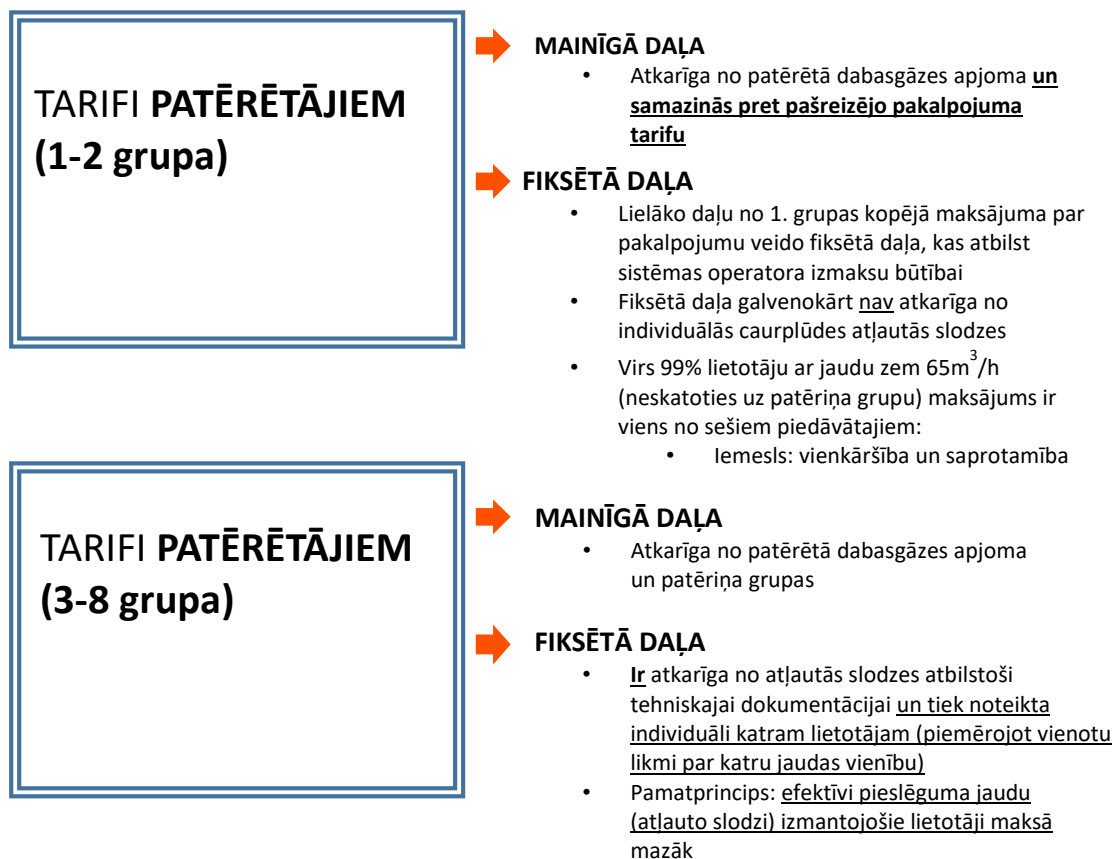 TARIFI PATĒRĒTĀJIEM
(1-2 grupa)
MAINĪGĀ DAĻA
• Atkarīga no patērētā dabasgāzes apjoma un
samazinās pret pašreizējo pakalpojuma
tarifu
FIKSĒTĀ DAĻA
• Lielāko daļu no 1. grupas kopējā maksājuma par
pakalpojumu veido fiksētā daļa, kas atbilst
sistēmas operatora izmaksu būtībai
• Fiksētā daļa galvenokārt nav atkarīga no
individuālās caurplūdes atļautās slodzes
• Virs 99% lietotāju ar jaudu zem 65m³/h
(neskatoties uz patēriņa grupu) maksājums ir
viens no sešiem piedāvātajiem:
• Iemesls: vienkāršība un saprotamība
TARIFI PATĒRĒTĀJIEM
(3-8 grupa)
MAINĪGĀ DAĻA
• Atkarīga no patērētā dabasgāzes apjoma
un patēriņa grupas
FIKSĒTĀ DAĻA
• Ir atkarīga no atļautās slodzes atbilstoši
tehniskajai dokumentācijai un tiek noteikta
individuāli katram lietotājam (piemērojot vienotu
likmi par katru jaudas vienību)
• Pamatprincips: efektīvi pieslēguma jaudu
(atļauto slodzi) izmantojošie lietotāji maksā
mazāk